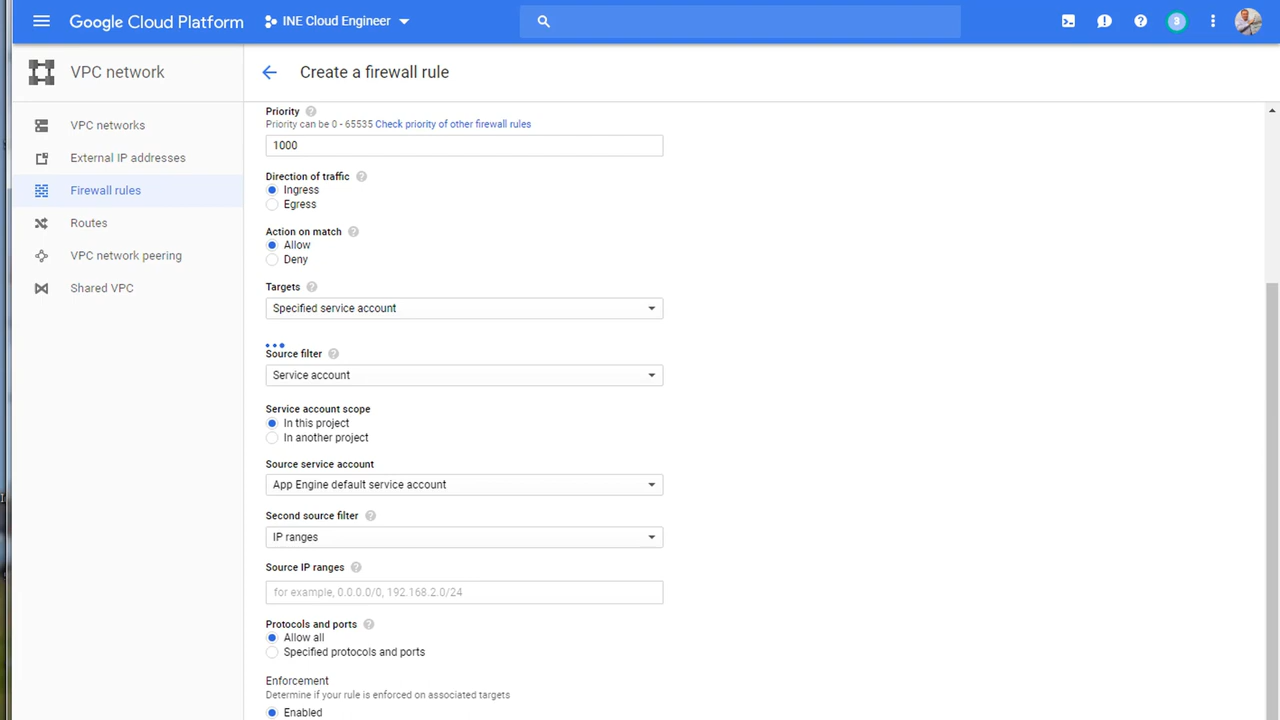 Google Cloud Platform
INE Cloud Engineer
3
VPC network
Create a firewall rule
VPC networks
External IP addresses
Firewall rules
Routes
VPC network peering
Shared VPC
Priority
Priority can be 0 - 65535 Check priority of other firewall rules
1000
Direction of traffic
Ingress
Egress
Action on match
Allow
Deny
Targets
Specified service account
Source filter
Service account
Service account scope
In this project
In another project
Source service account
App Engine default service account
Second source filter
IP ranges
Source IP ranges
for example, 0.0.0.0/0, 192.168.2.0/24
Protocols and ports
Allow all
Specified protocols and ports
Enforcement
Determine if your rule is enforced on associated targets
Enabled